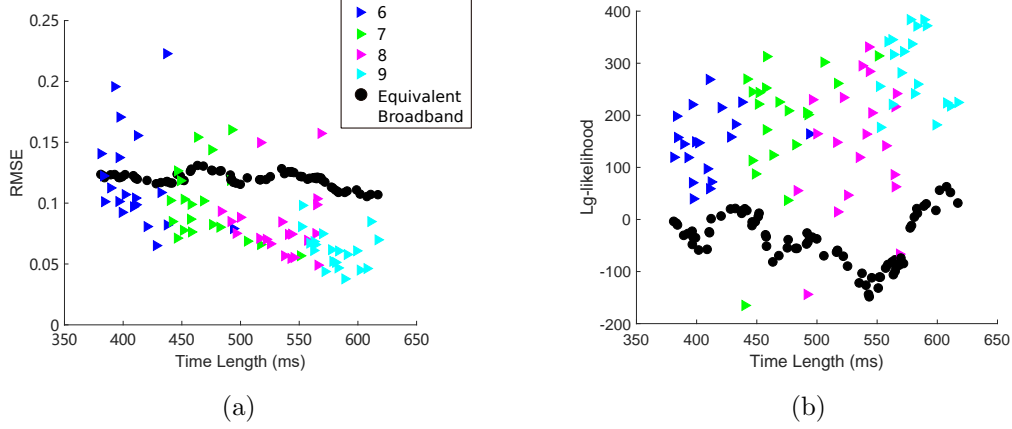 0.25
0.2
0.15
0.1
0.05
0
RMSE
350 400 450 500 550 600 650
Time Length (ms)
6
7
8
9
Equivalent
Broadband
(a)
400
300
200
100
0
-100
-200
Lg-likelihood
350 400 450 500 550 600 650
Time Length (ms)
(b)